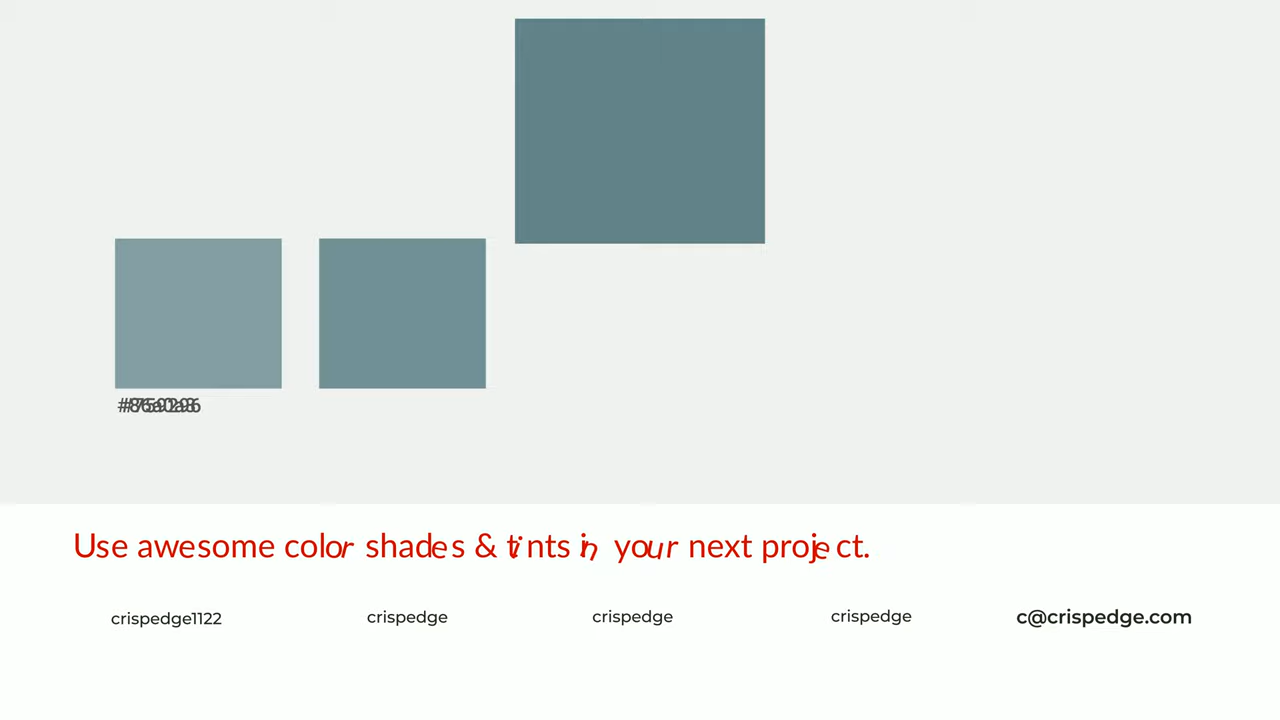 Use awesome color shades & tints in your next project.
crispedge1122 crispedge crispedge crispedge c@crispedge.com